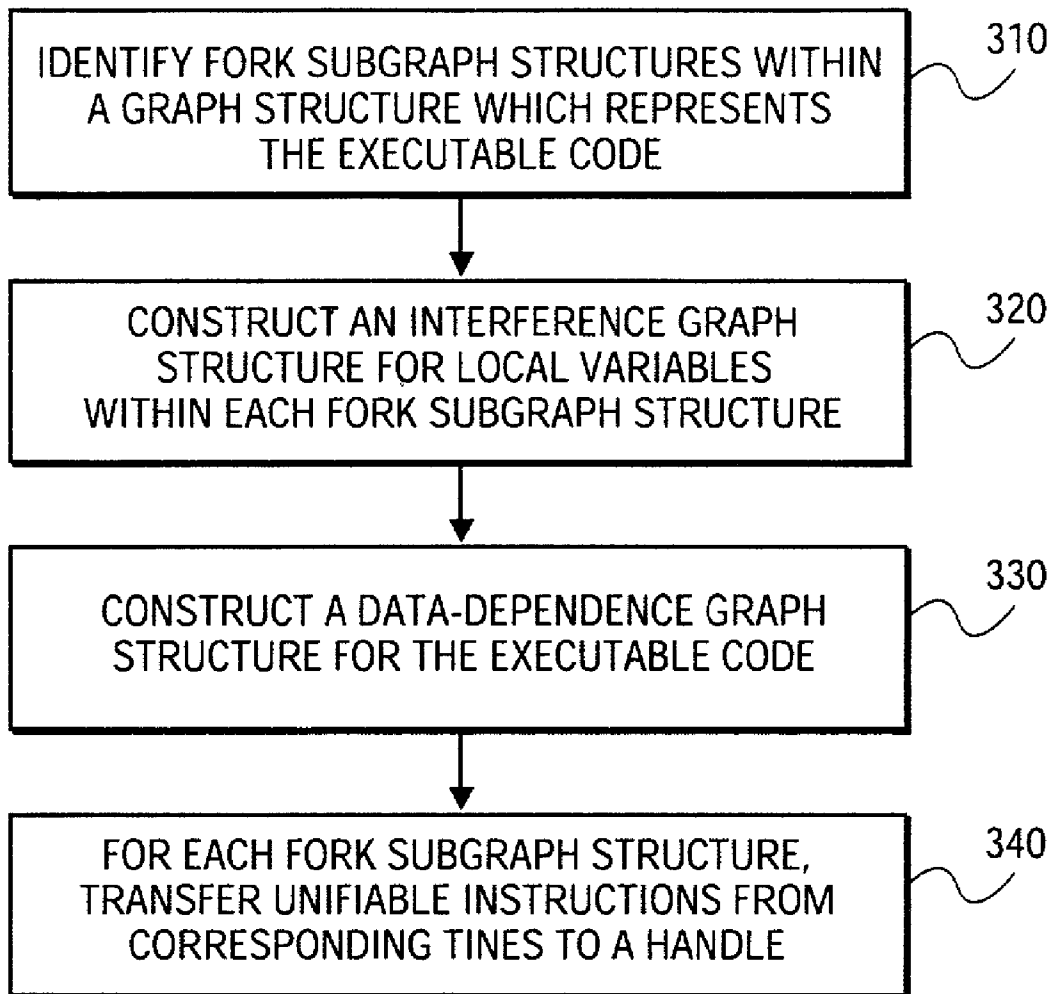 IDENTIFY FORK SUBGRAPH STRUCTURES WITHIN
A GRAPH STRUCTURE WHICH REPRESENTS
THE EXECUTABLE CODE
310
CONSTRUCT AN INTERFERENCE GRAPH
STRUCTURE FOR LOCAL VARIABLES
WITHIN EACH FORK SUBGRAPH STRUCTURE
320
CONSTRUCT A DATA-DEPENDENCE GRAPH
STRUCTURE FOR THE EXECUTABLE CODE
330
FOR EACH FORK SUBGRAPH STRUCTURE,
TRANSFER UNIFIABLE INSTRUCTIONS FROM
CORRESPONDING TINES TO A HANDLE
340